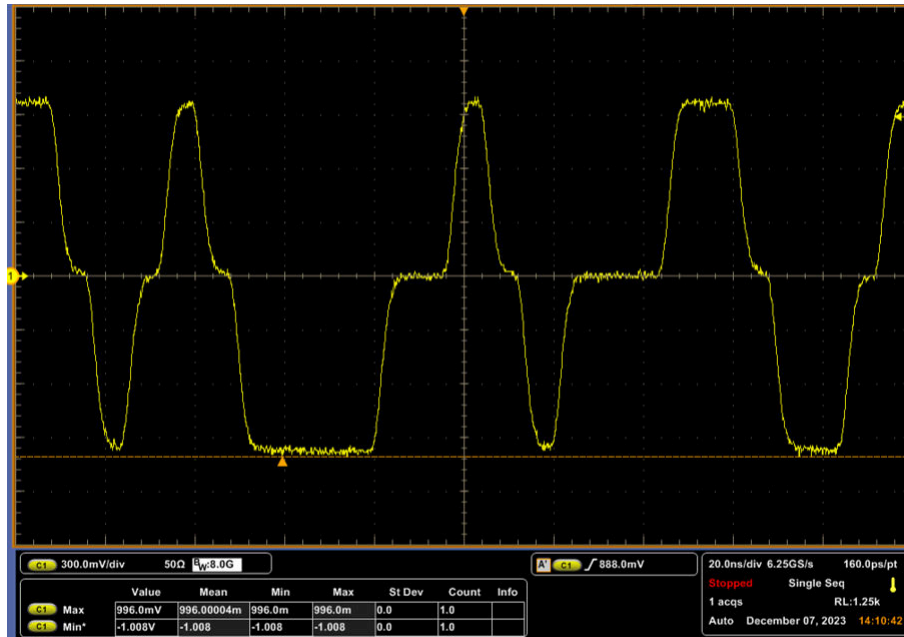 1
C1 300.0mV/div 50Ω BW:8.0G
A' C1 888.0mV
20.0ns/div 6.25GS/s 160.0ps/pt
Stopped Single Seq
1 acqs RL:1.25k
Auto December 07, 2023 14:10:42
Value Mean Min Max St Dev Count Info
C1 Max 996.0mV 996.00004m 996.0m 996.0m 0.0 1.0
C1 Min* -1.008V -1.008 -1.008 -1.008 0.0 1.0